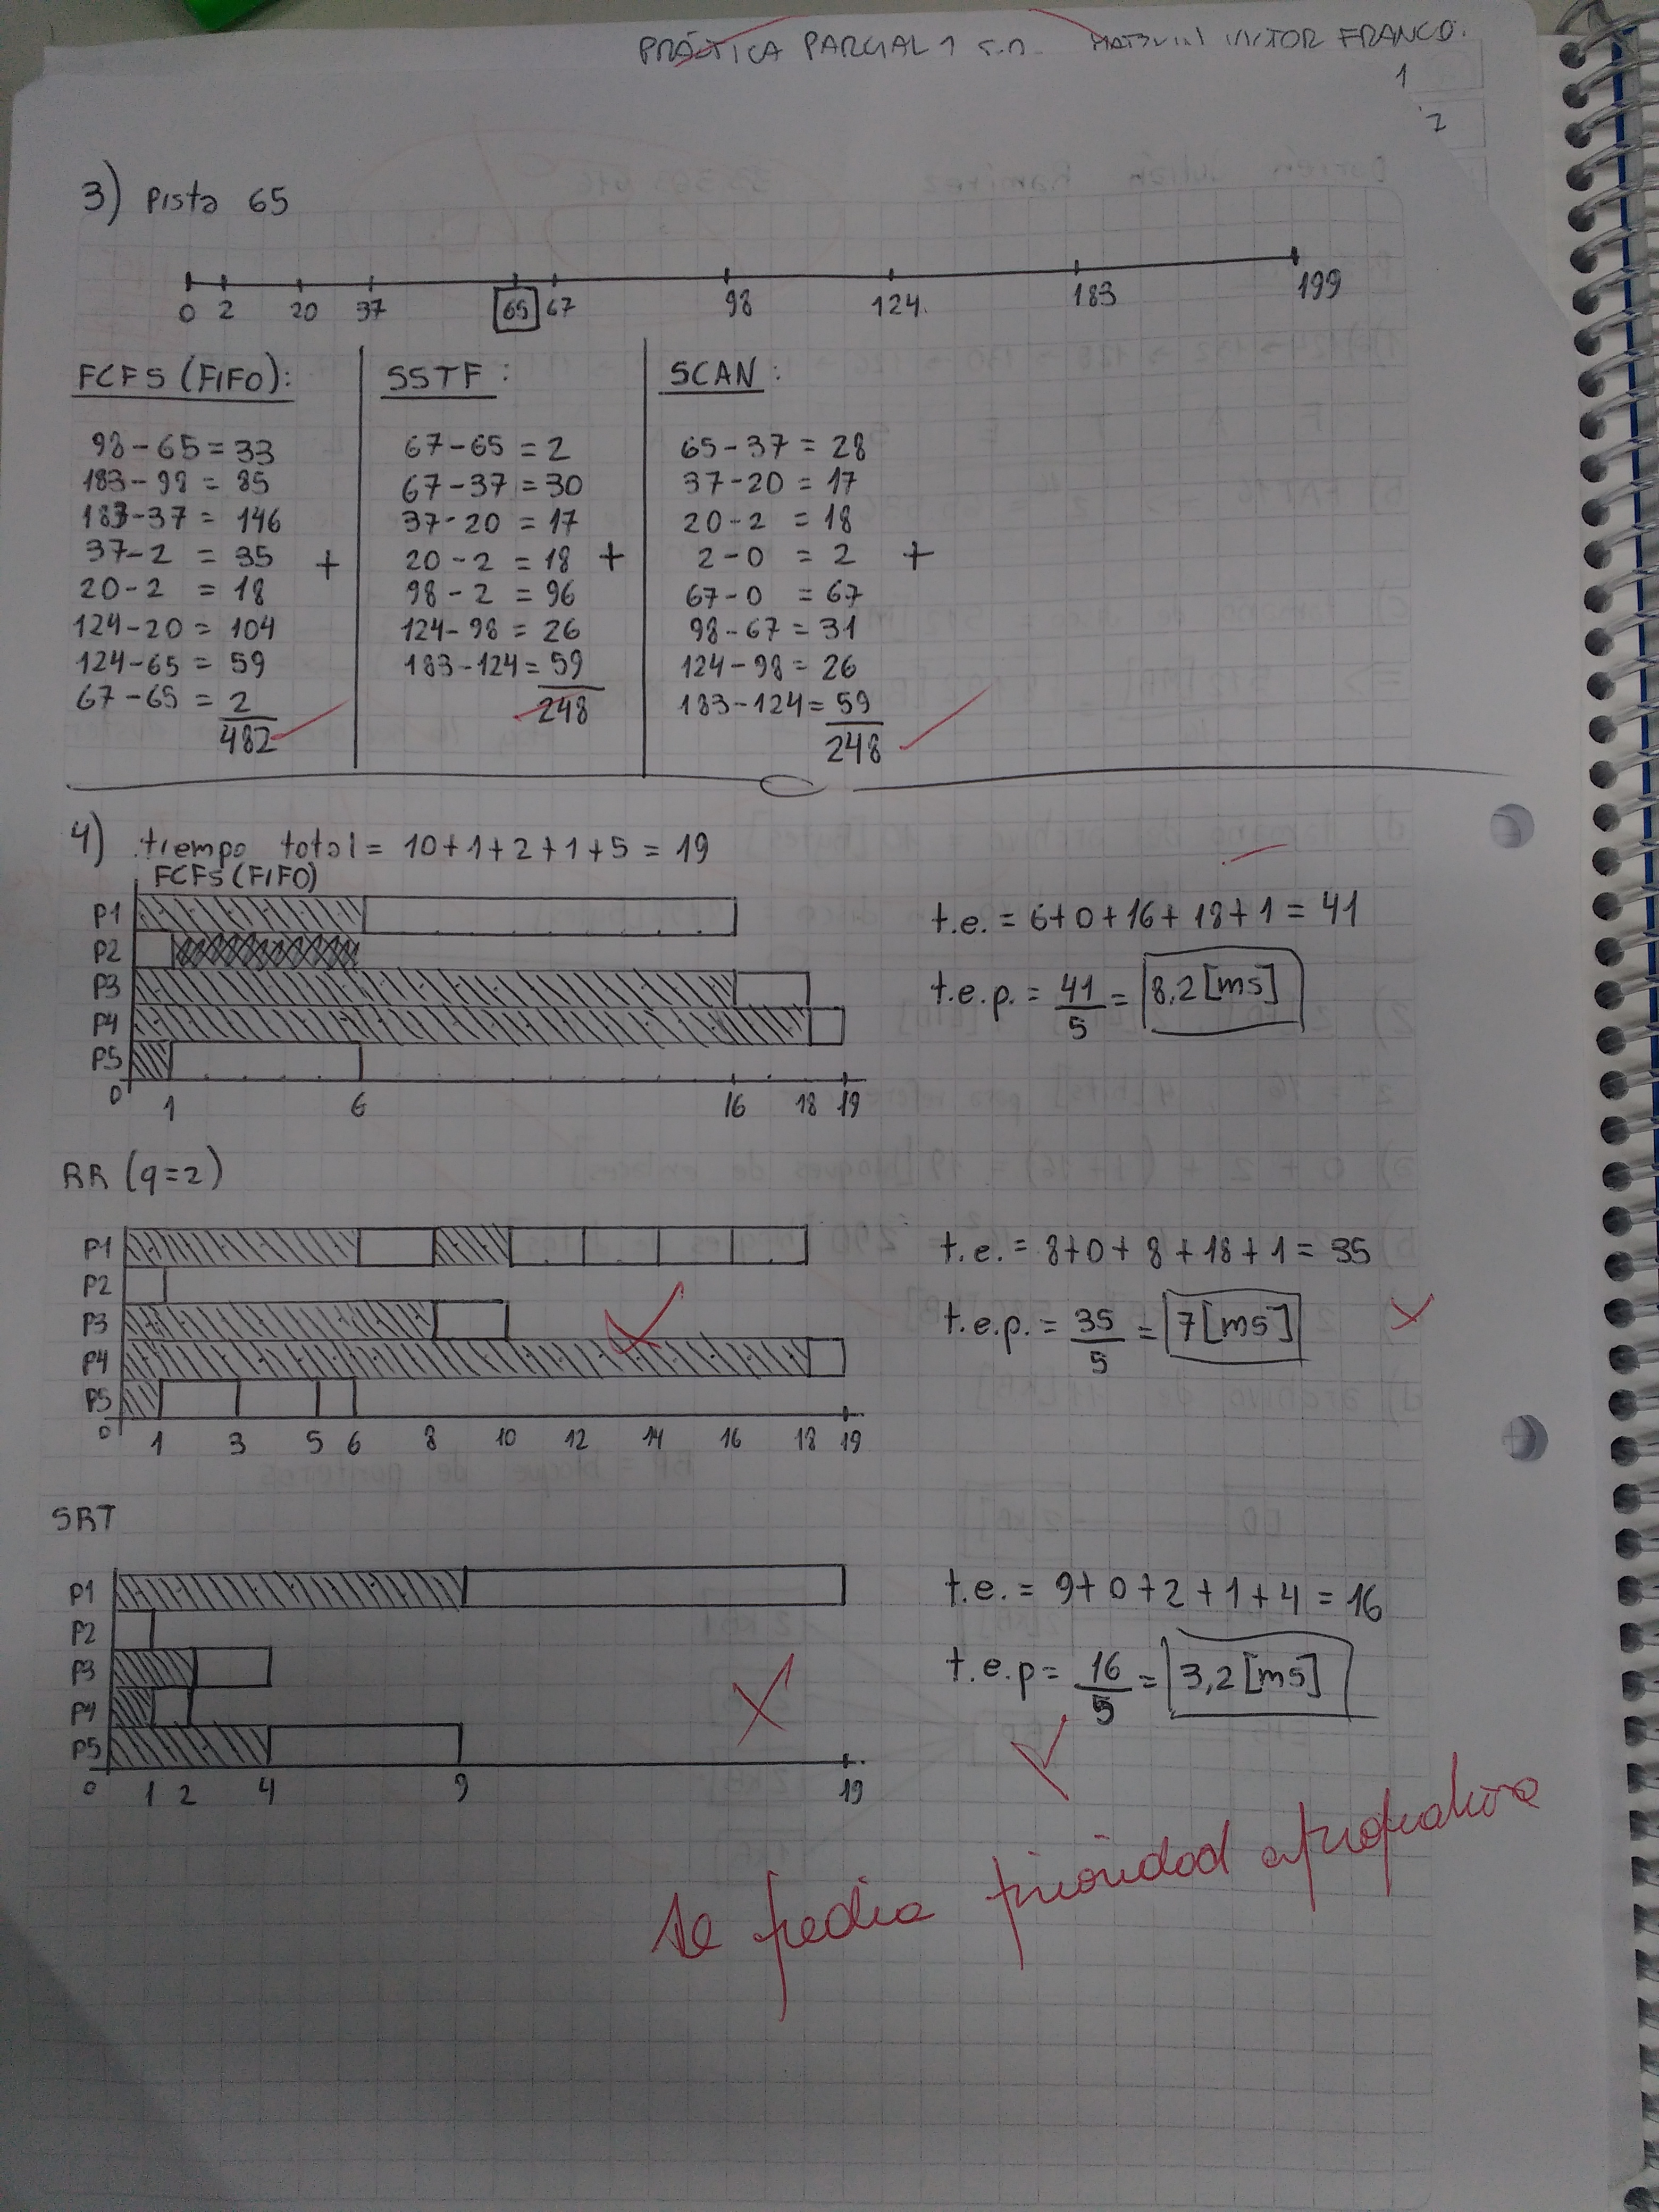 PRÁCTICA PARCIAL 1 VICTOR FRANCO.
1
2
3) Pista 65
0 2 20 37 65 67 98 124. 183 199
FCFS (FIFO):
98-65=33
183-98=85
183-37=146
37-2=35
20-2=18
124-20=104
124-65=59
67-65=2
+
482
SSTF:
67-65=2
67-37=30
37-20=17
20-2=18
98-2=96
124-98=26
183-124=59
+
248
SCAN:
65-37=28
37-20=17
20-2=18
2-0=2
67-0=67
98-67=31
124-98=26
183-124=59
+
248
4) tiempo total= 10+1+2+1+5=19
FCFS (FIFO)
P1
P2
P3
P4
P5
0 1 6 16 18 19
t.e.=6+0+16+18+1=41
t.e.p.=41/5=8,2[ms]
RR (q=2)
P1
P2
P3
P4
P5
0 1 3 5 6 8 10 12 14 16 18 19
t.e.=8+0+8+18+1=35
t.e.p.=35/5=7[ms]
SRT
P1
P2
P3
P4
P5
0 1 2 4 9 19
t.e.=9+0+2+1+4=16
t.e.p=16/5=3,2[ms]
se pedia prioridad apropiativa